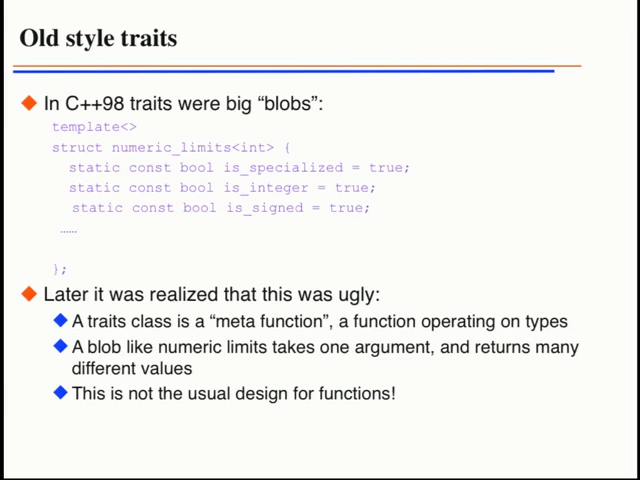 Old style traits
In C++98 traits were big “blobs”:
template<>
struct numeric_limits<int> {
static const bool is_specialized = true;
static const bool is_integer = true;
static const bool is_signed = true;
……
};
Later it was realized that this was ugly:
A traits class is a “meta function”, a function operating on types
A blob like numeric limits takes one argument, and returns many
different values
This is not the usual design for functions!